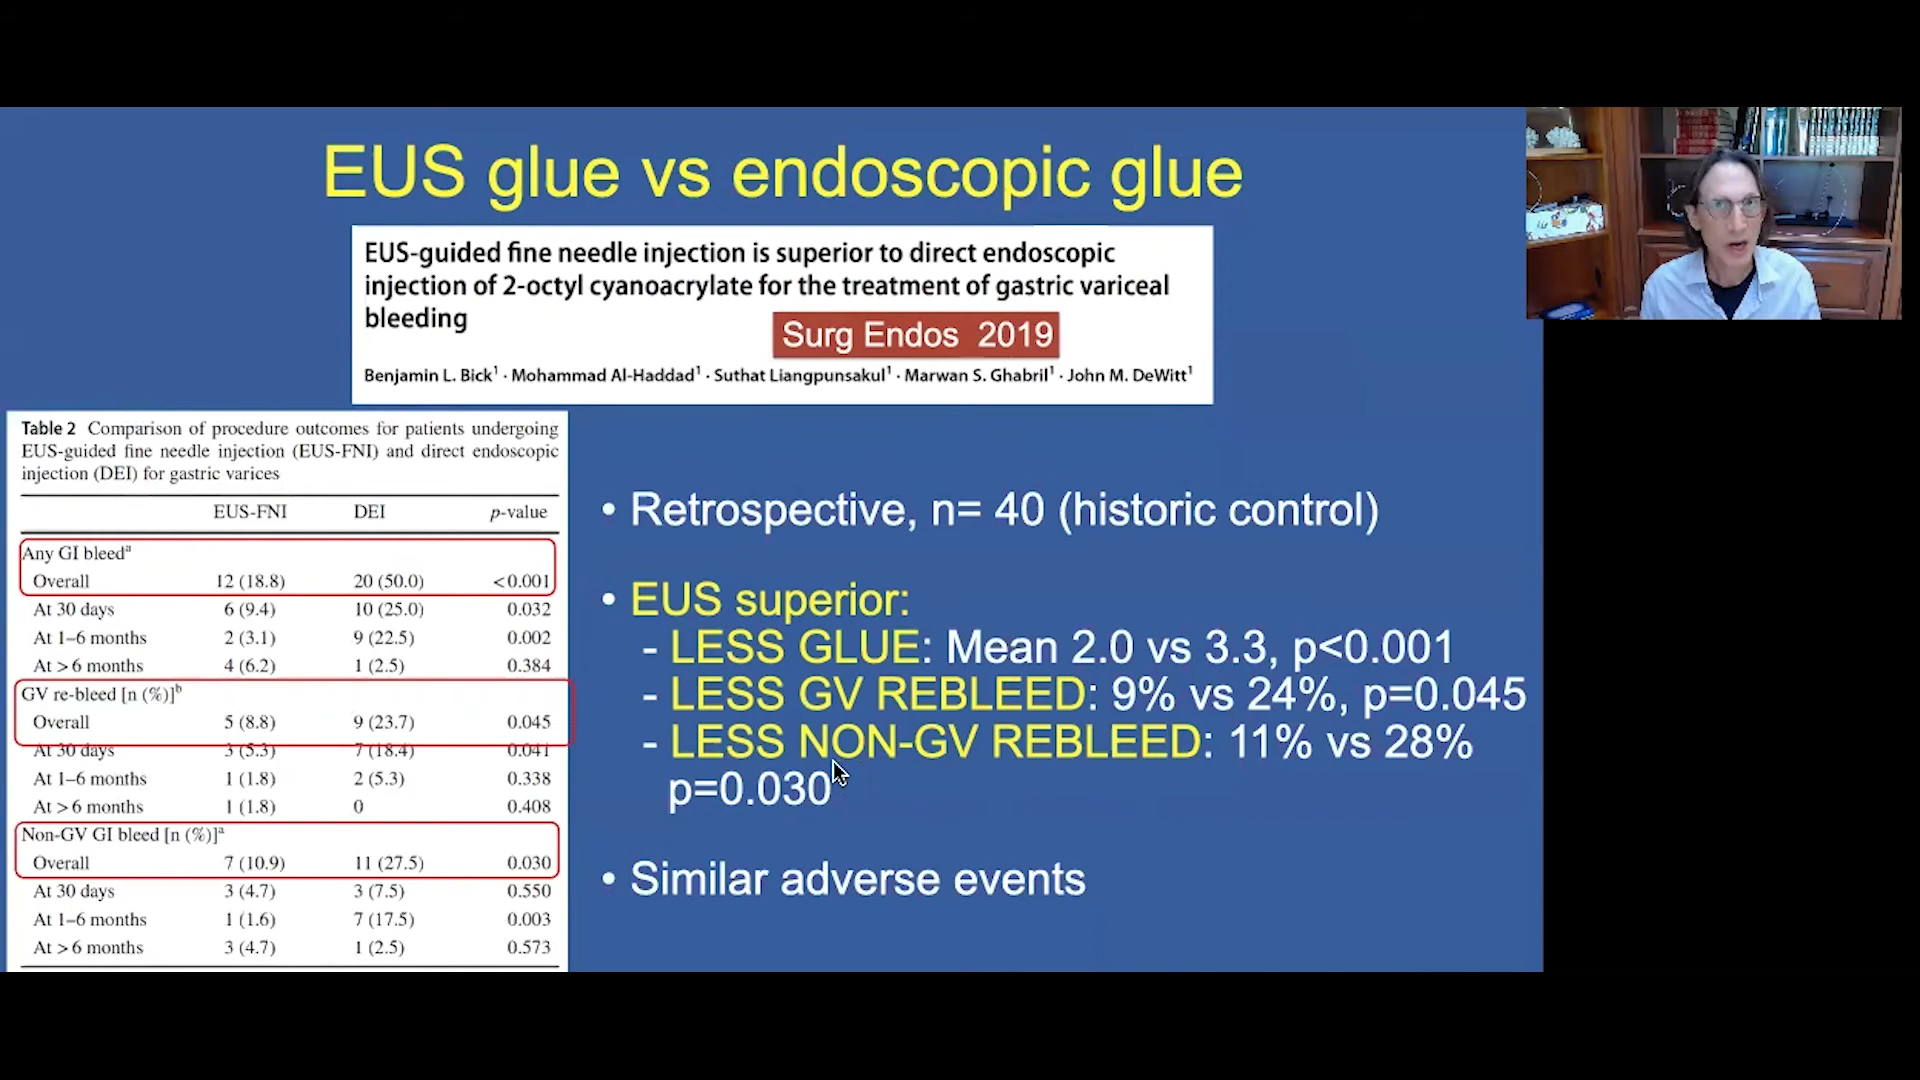 EUS glue vs endoscopic glue
EUS-guided fine needle injection is superior to direct endoscopic
injection of 2-octyl cyanoacrylate for the treatment of gastric variceal
bleeding
Surg Endos 2019
Benjamin L. Bick¹ · Mohammad Al-Haddad¹ · Suthat Liangpunsakul¹ · Marwan S. Ghabril¹ · John M. DeWitt¹
Table 2 Comparison of procedure outcomes for patients undergoing
EUS-guided fine needle injection (EUS-FNI) and direct endoscopic
injection (DEI) for gastric varices
EUS-FNI DEI p-value
Any GI bleedᵃ
Overall 12 (18.8) 20 (50.0) <0.001
At 30 days 6 (9.4) 10 (25.0) 0.032
At 1–6 months 2 (3.1) 9 (22.5) 0.002
At > 6 months 4 (6.2) 1 (2.5) 0.384
GV re-bleed [n (%)]ᵇ
Overall 5 (8.8) 9 (23.7) 0.045
At 30 days 3 (5.3) 7 (18.4) 0.041
At 1–6 months 1 (1.8) 2 (5.3) 0.338
At > 6 months 1 (1.8) 0 0.408
Non-GV GI bleed [n (%)]ᵃ
Overall 7 (10.9) 11 (27.5) 0.030
At 30 days 3 (4.7) 3 (7.5) 0.550
At 1–6 months 1 (1.6) 7 (17.5) 0.003
At > 6 months 3 (4.7) 1 (2.5) 0.573
• Retrospective, n= 40 (historic control)
• EUS superior:
- LESS GLUE: Mean 2.0 vs 3.3, p<0.001
- LESS GV REBLEED: 9% vs 24%, p=0.045
- LESS NON-GV REBLEED: 11% vs 28%
p=0.030
• Similar adverse events